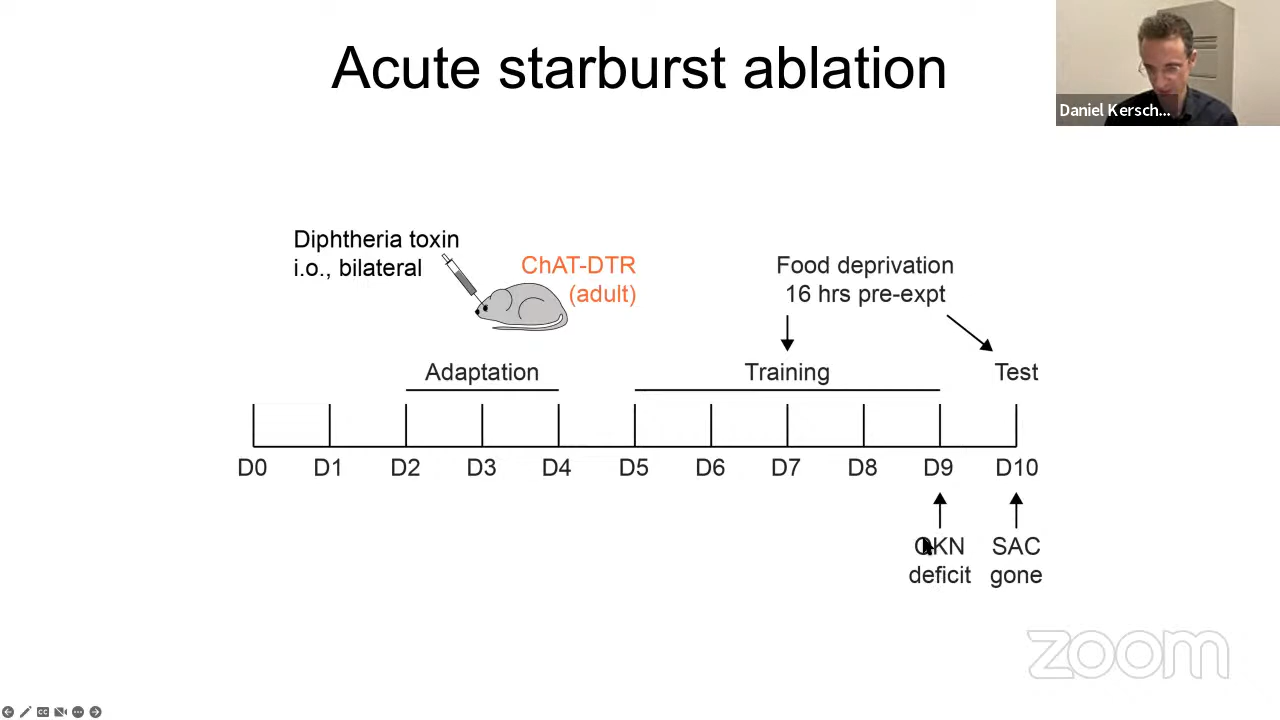 Acute starburst ablation
Daniel Kersch...
Diphtheria toxin
i.o., bilateral
ChAT-DTR
(adult)
Food deprivation
16 hrs pre-expt
Adaptation
Training
Test
D0 D1 D2 D3 D4 D5 D6 D7 D8 D9 D10
OKN
deficit
SAC
gone
zoom